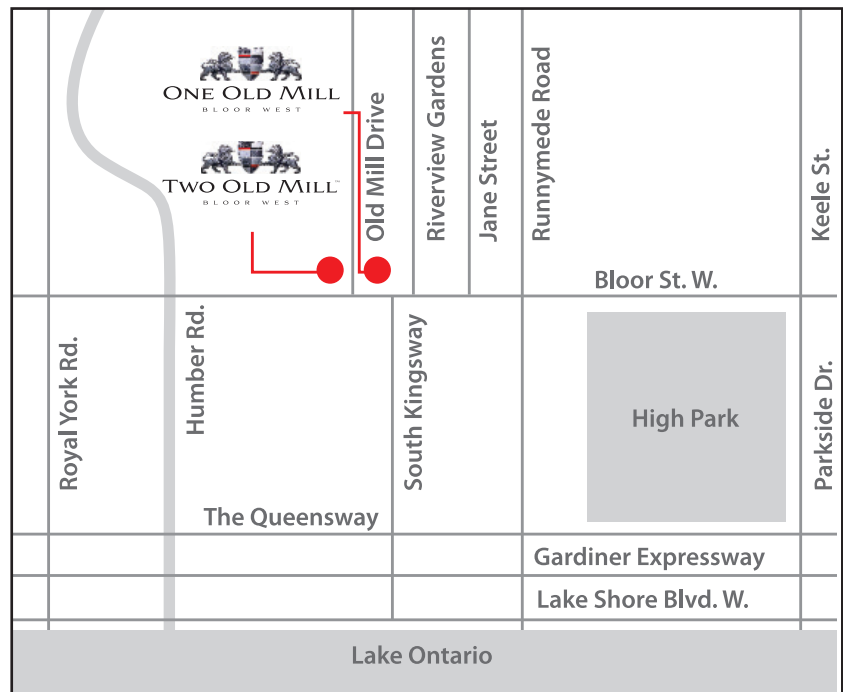 ONE OLD MILL
BLOOR WEST
TWO OLD MILL™
BLOOR WEST
Old Mill Drive
Riverview Gardens
Jane Street
Runnymede Road
Keele St.
Bloor St. W.
Royal York Rd.
Humber Rd.
South Kingsway
High Park
Parkside Dr.
The Queensway
Gardiner Expressway
Lake Shore Blvd. W.
Lake Ontario